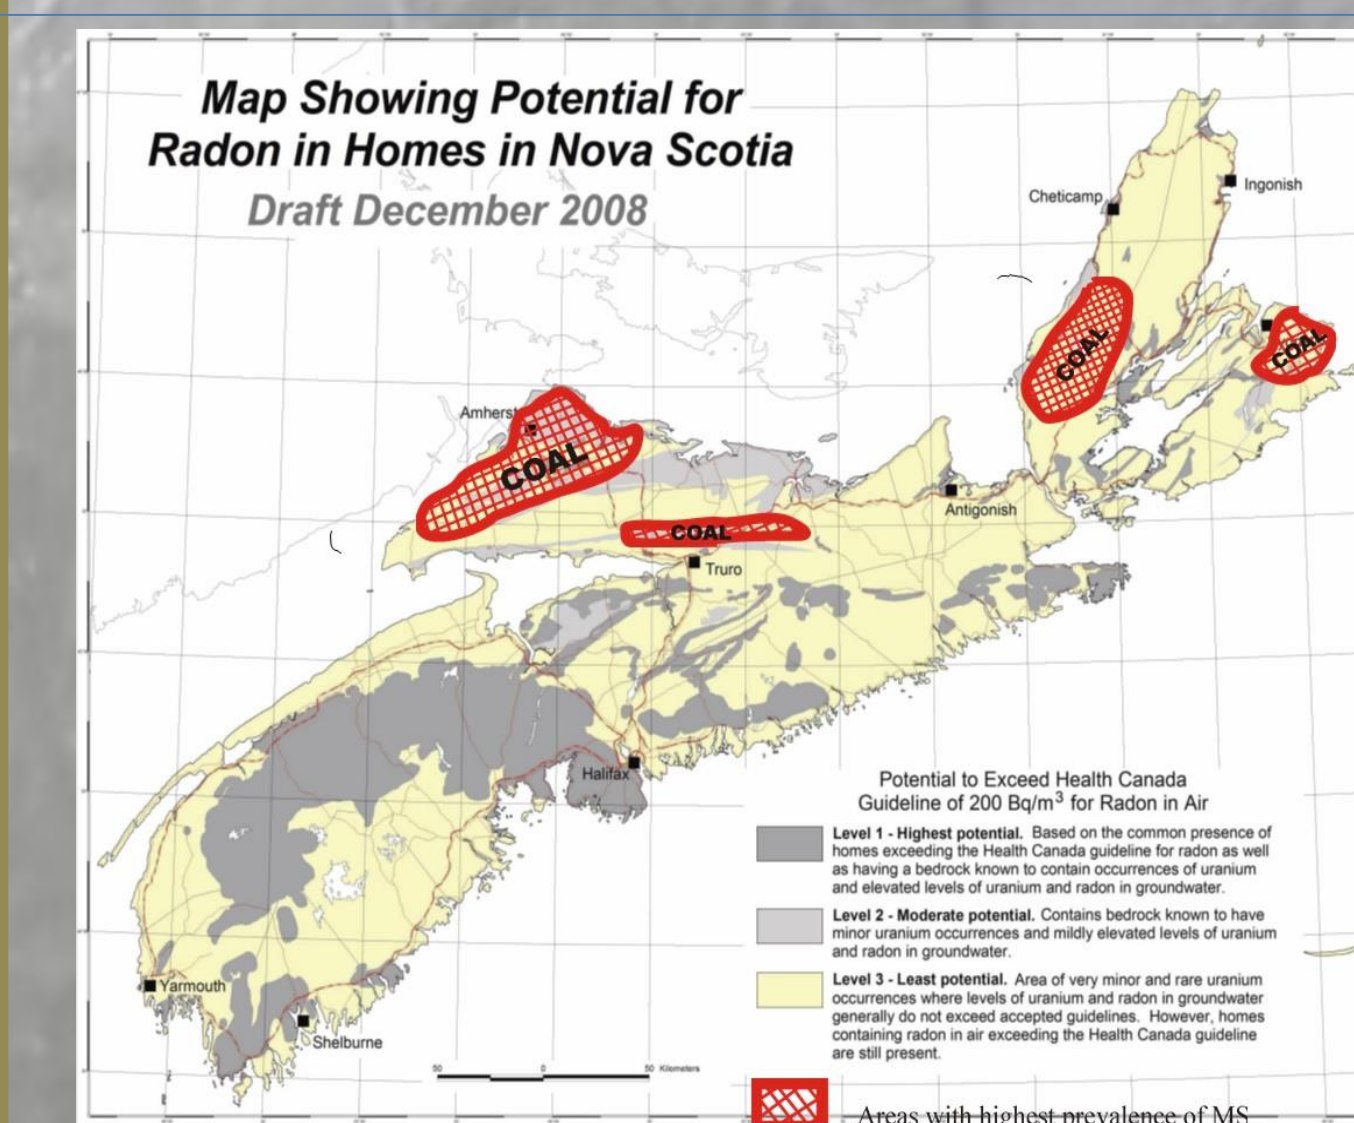 Map Showing Potential for
Radon in Homes in Nova Scotia
Draft December 2008
Cheticamp
Ingonish
COAL
COAL
Amherst
COAL
Antigonish
COAL
Truro
Halifax
Potential to Exceed Health Canada
Guideline of 200 Bq/m³ for Radon in Air
Level 1 - Highest potential. Based on the common presence of
homes exceeding the Health Canada guideline for radon as well
as having a bedrock known to contain occurrences of uranium
and elevated levels of uranium and radon in groundwater.
Level 2 - Moderate potential. Contains bedrock known to have
minor uranium occurrences and mildly elevated levels of uranium
and radon in groundwater.
Level 3 - Least potential. Area of very minor and rare uranium
occurrences where levels of uranium and radon in groundwater
generally do not exceed accepted guidelines. However, homes
containing radon in air exceeding the Health Canada guideline
are still present.
Yarmouth
Shelburne
50 0 50 Kilometers
Areas with highest prevalence of MS